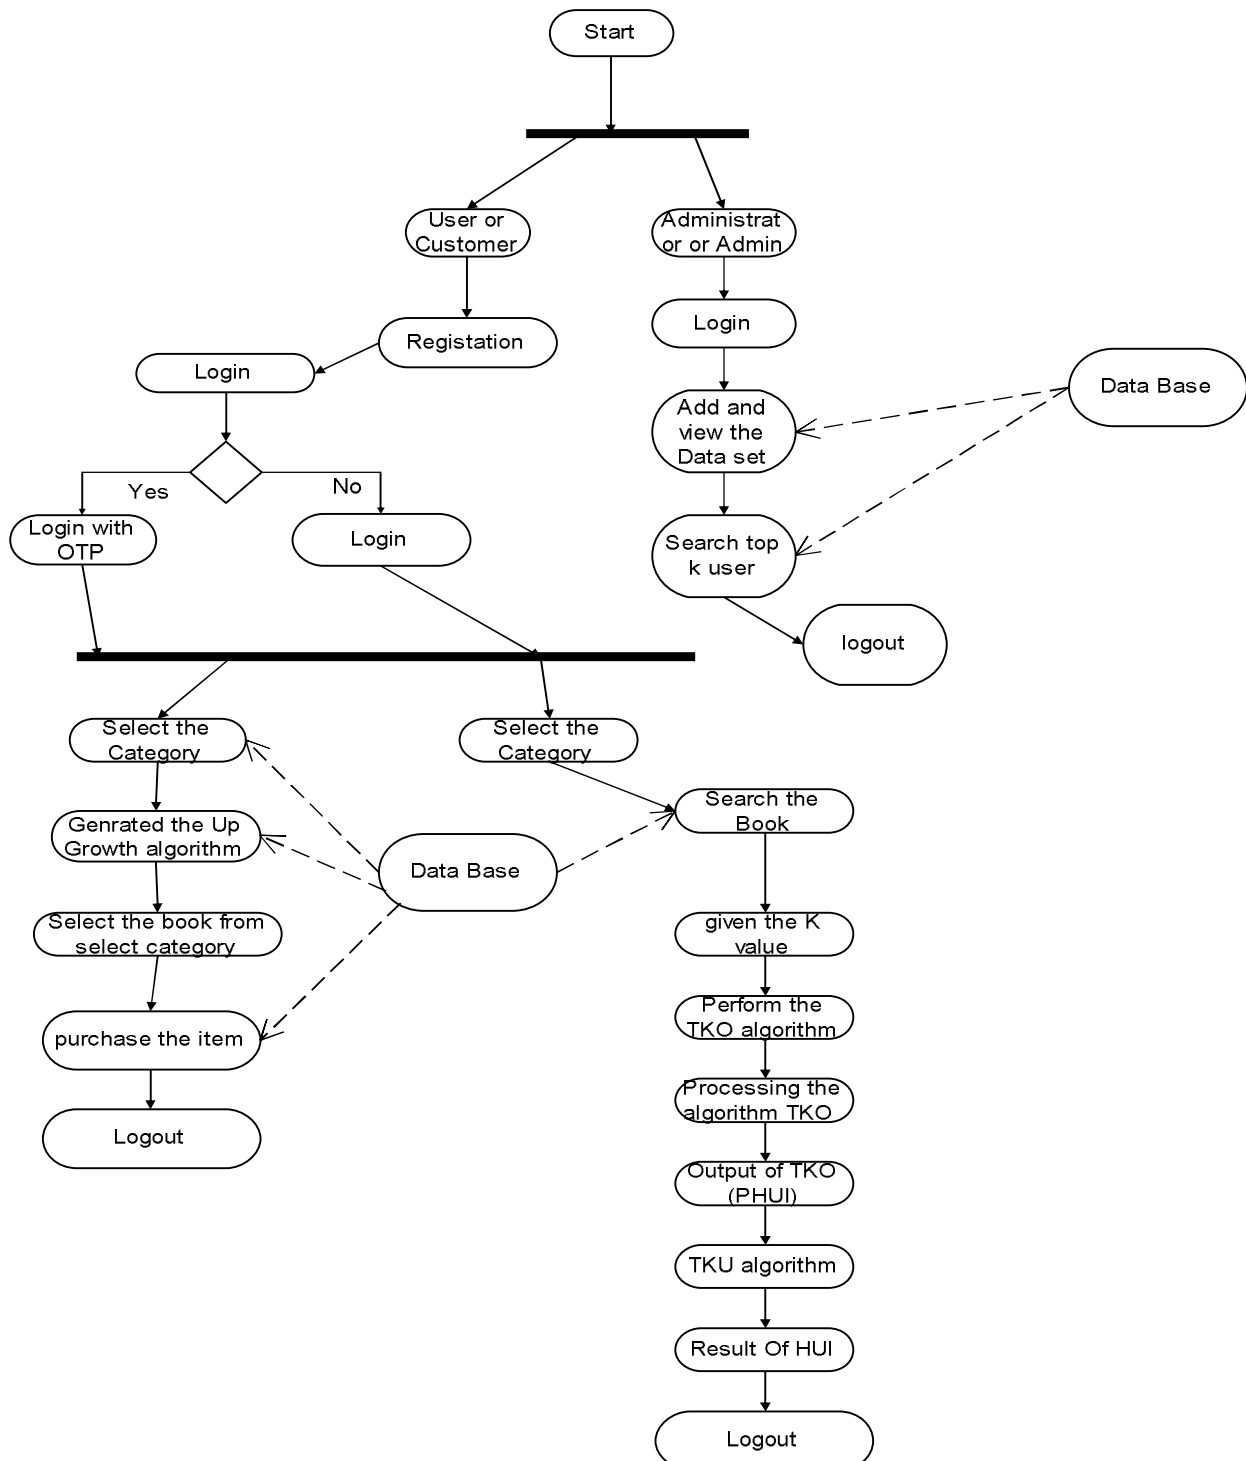 Start
User or
Customer
Administrat
or or Admin
Login
Registation
Login
Data Base
Add and
view the
Data set
Yes
No
Login with
OTP
Login
Search top
k user
logout
Select the
Category
Select the
Category
Search the
Book
Genrated the Up
Growth algorithm
Data Base
Select the book from
select category
given the K
value
Perform the
TKO algorithm
purchase the item
Processing the
algorithm TKO
Logout
Output of TKO
(PHUI)
TKU algorithm
Result Of HUI
Logout